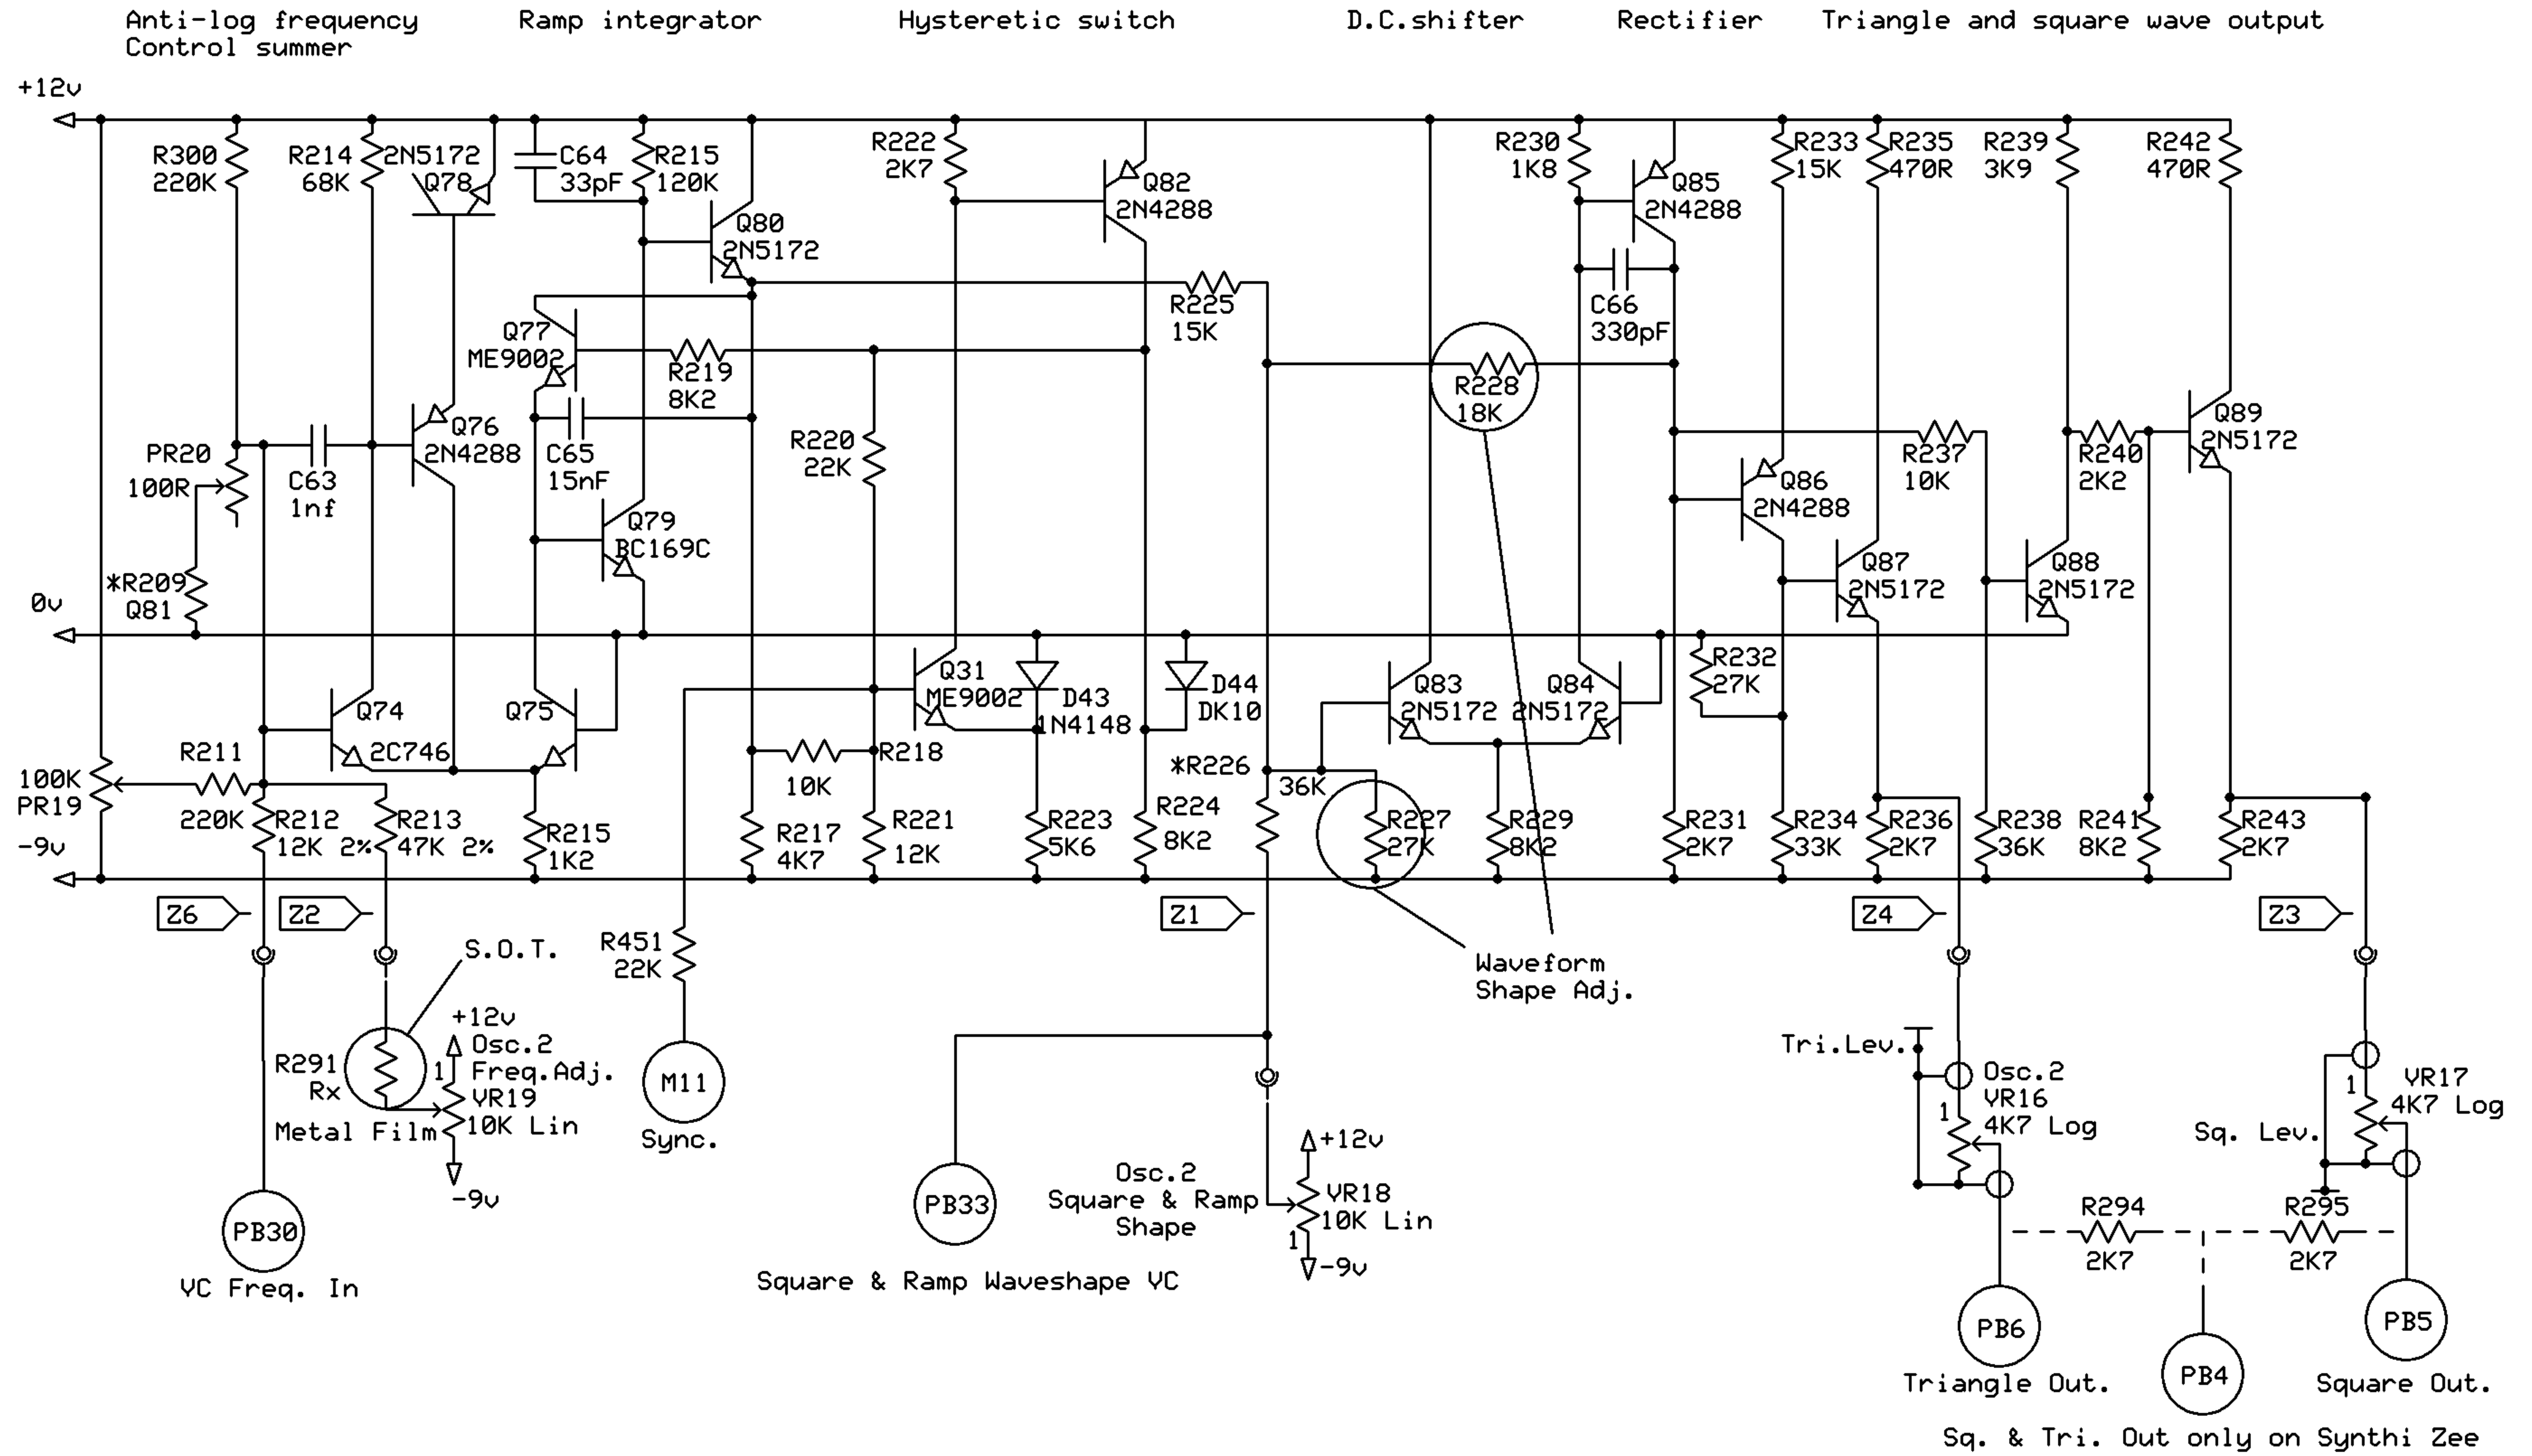 Anti-log frequency
Control summer
Ramp integrator
Hysteretic switch
D.C.shifter
Rectifier
Triangle and square wave output
+12v
R300
220K
R214
68K
2N5172
Q78
C64
33pF
R215
120K
Q80
2N5172
R222
2K7
Q82
2N4288
R225
15K
R230
1K8
Q85
2N4288
C66
330pF
R233
15K
R235
470R
R239
3K9
R242
470R
Q77
ME9002
R219
8K2
R228
18K
PR20
100R
C63
1nf
Q76
2N4288
C65
15nF
R220
22K
Q86
2N4288
R237
10K
R240
2K2
Q89
2N5172
*R209
Q81
Q79
BC169C
Q87
2N5172
Q88
2N5172
0v
Q74
2C746
Q75
Q31
ME9002
D43
1N4148
D44
DK10
Q83
2N5172
Q84
2N5172
R232
27K
100K
PR19
R211
220K
R212
12K 2%
R213
47K 2%
R215
1K2
R218
10K
R217
4K7
R221
12K
R223
5K6
R224
8K2
*R226
36K
R227
27K
R229
8K2
R231
2K7
R234
33K
R236
2K7
R238
36K
R241
8K2
R243
2K7
-9v
Z6
Z2
Z1
Z4
Z3
S.O.T.
R451
22K
Waveform
Shape Adj.
R291
Rx
Metal Film
+12v
Osc.2
Freq.Adj.
1
VR19
10K Lin
-9v
M11
Sync.
PB30
VC Freq. In
PB33
Square & Ramp Waveshape VC
Osc.2
Square & Ramp
Shape
+12v
VR18
10K Lin
1
-9v
Tri.Lev.
Osc.2
VR16
4K7 Log
1
VR17
4K7 Log
1
Sq. Lev.
R294
2K7
R295
2K7
PB6
Triangle Out.
PB4
PB5
Square Out.
Sq. & Tri. Out only on Synthi Zee